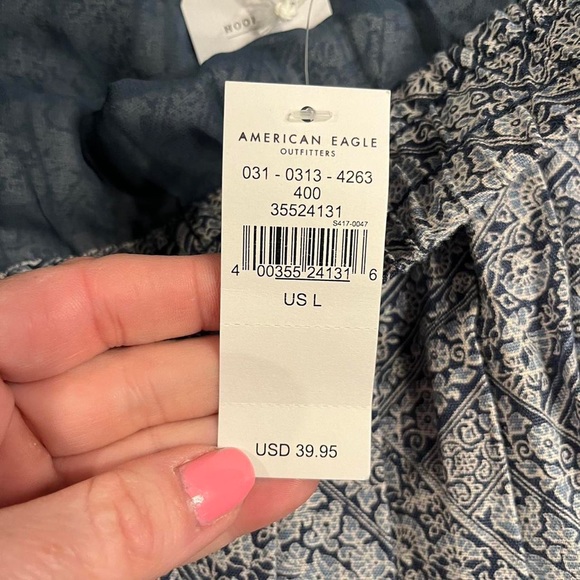 AMERICAN EAGLE
OUTFITTERS
031 - 0313 - 4263
400
35524131
S417-0047
4 00355 24131 6
US L
USD 39.95